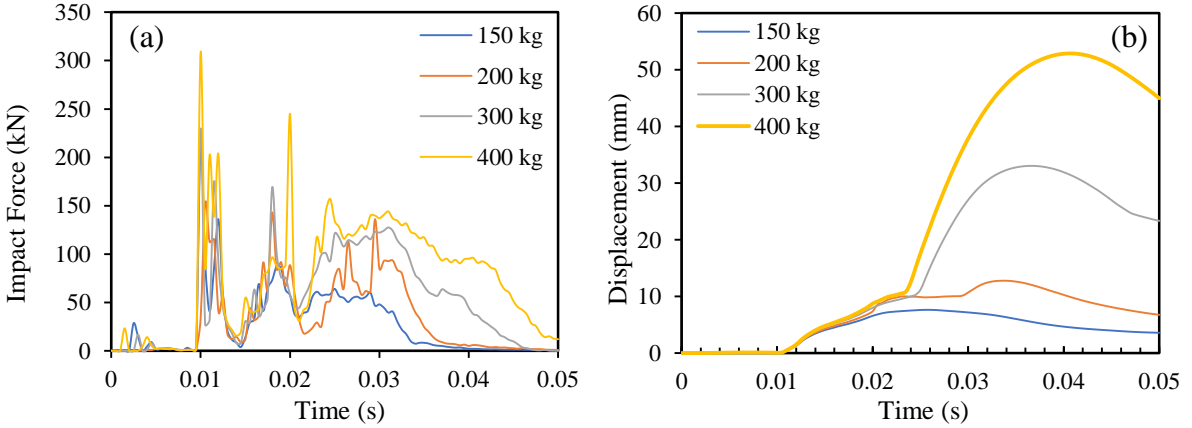 (a)
350
300
250
200
150
100
50
0
Impact Force (kN)
150 kg
200 kg
300 kg
400 kg
0 0.01 0.02 0.03 0.04 0.05
Time (s)
(b)
60
50
40
30
20
10
0
Displacement (mm)
150 kg
200 kg
300 kg
400 kg
0 0.01 0.02 0.03 0.04 0.05
Time (s)